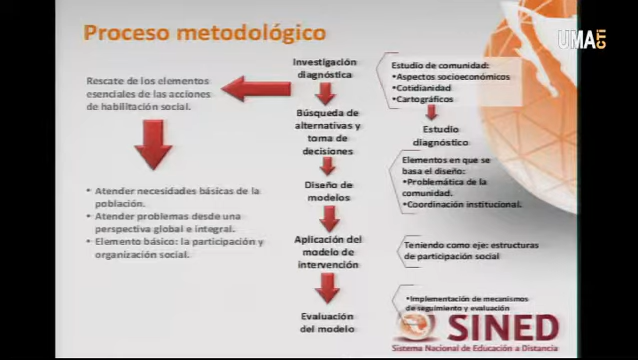 Proceso metodológico
UMA
CTI
Rescate de los elementos
esenciales de las acciones
de habilitación social.
• Atender necesidades básicas de la
población.
• Atender problemas desde una
perspectiva global e integral.
• Elemento básico: la participación y
organización social.
Investigación
diagnóstica
Búsqueda de
alternativas y
toma de
decisiones
Diseño de
modelos
Aplicación del
modelo de
intervención
Evaluación
del modelo
Estudio de comunidad:
•Aspectos socioeconómicos
•Cotidianidad
•Cartográficos
Estudio
diagnóstico
Elementos en que se
basa el diseño:
•Problemática de la
comunidad.
•Coordinación institucional.
Teniendo como eje: estructuras
de participación social
•Implementación de mecanismos
de seguimiento y evaluación
SINED
Sistema Nacional de Educación a Distancia